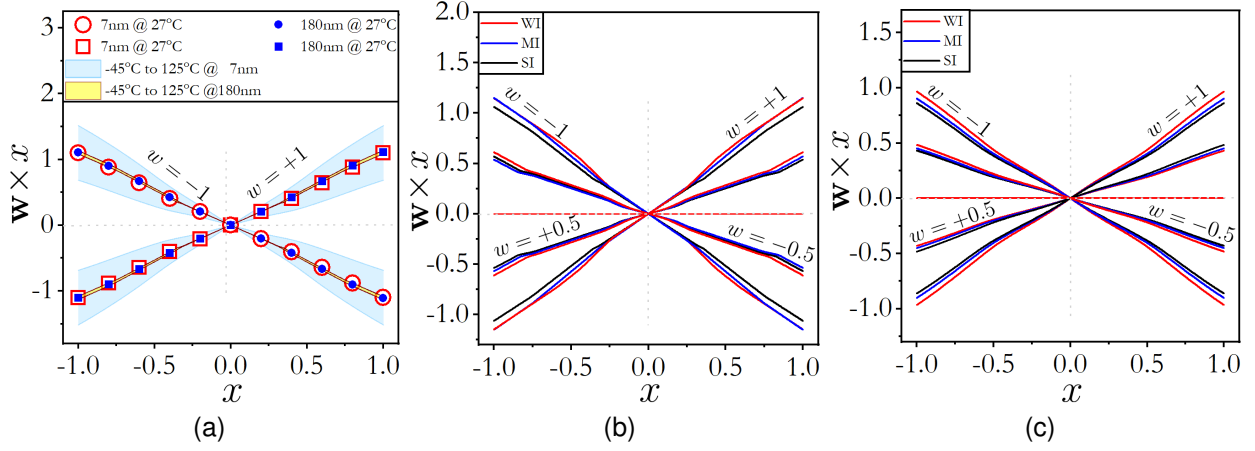 7nm @ 27°C 180nm @ 27°C
7nm @ 27°C 180nm @ 27°C
-45°C to 125°C @ 7nm
-45°C to 125°C @180nm
3
2
1
0
-1
w × x
w = −1
w = +1
-1.0 -0.5 0.0 0.5 1.0
x
(a)
WI
MI
SI
2.0
1.5
1.0
0.5
0.0
-0.5
-1.0
w × x
w = −1
w = +1
w = +0.5
w = −0.5
-1.0 -0.5 0.0 0.5 1.0
x
(b)
WI
MI
SI
1.5
1.0
0.5
0.0
-0.5
-1.0
w × x
w = −1
w = +1
w = +0.5
w = −0.5
-1.0 -0.5 0.0 0.5 1.0
x
(c)